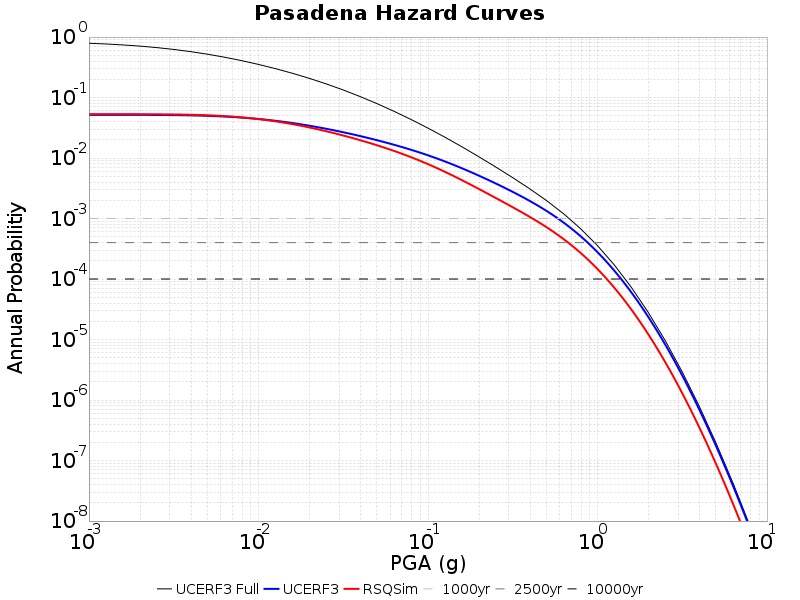 Pasadena Hazard Curves
10^0
10^-1
10^-2
10^-3
10^-4
10^-5
10^-6
10^-7
10^-8
Annual Probabilitiy
10^-3 10^-2 10^-1 10^0 10^1
PGA (g)
UCERF3 Full UCERF3 RSQSim 1000yr 2500yr 10000yr